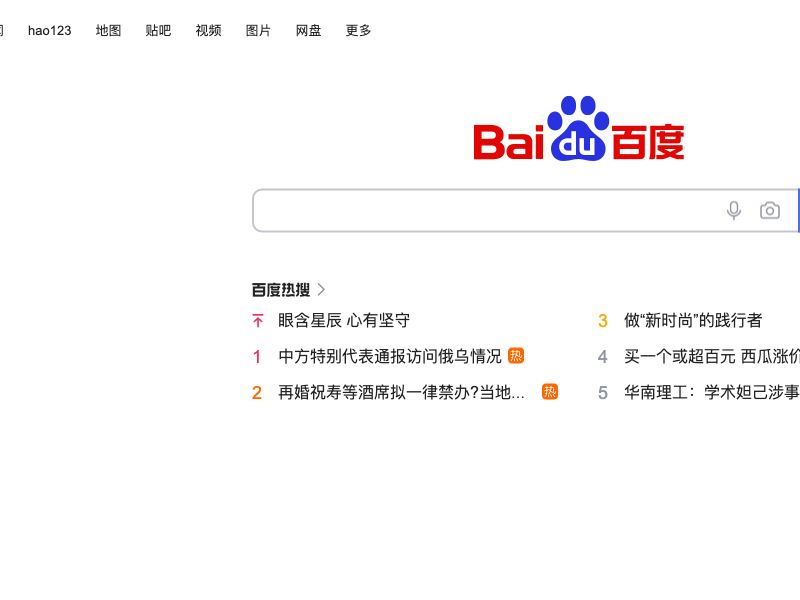 hao123 地图 贴吧 视频 图片 网盘 更多
Bai du 百度
百度热搜
眼含星辰 心有坚守
1 中方特别代表通报访问俄乌情况 热
2 再婚祝寿等酒席拟一律禁办?当地... 热
3 做“新时尚”的践行者
4 买一个或超百元 西瓜涨价
5 华南理工：学术妲己涉事